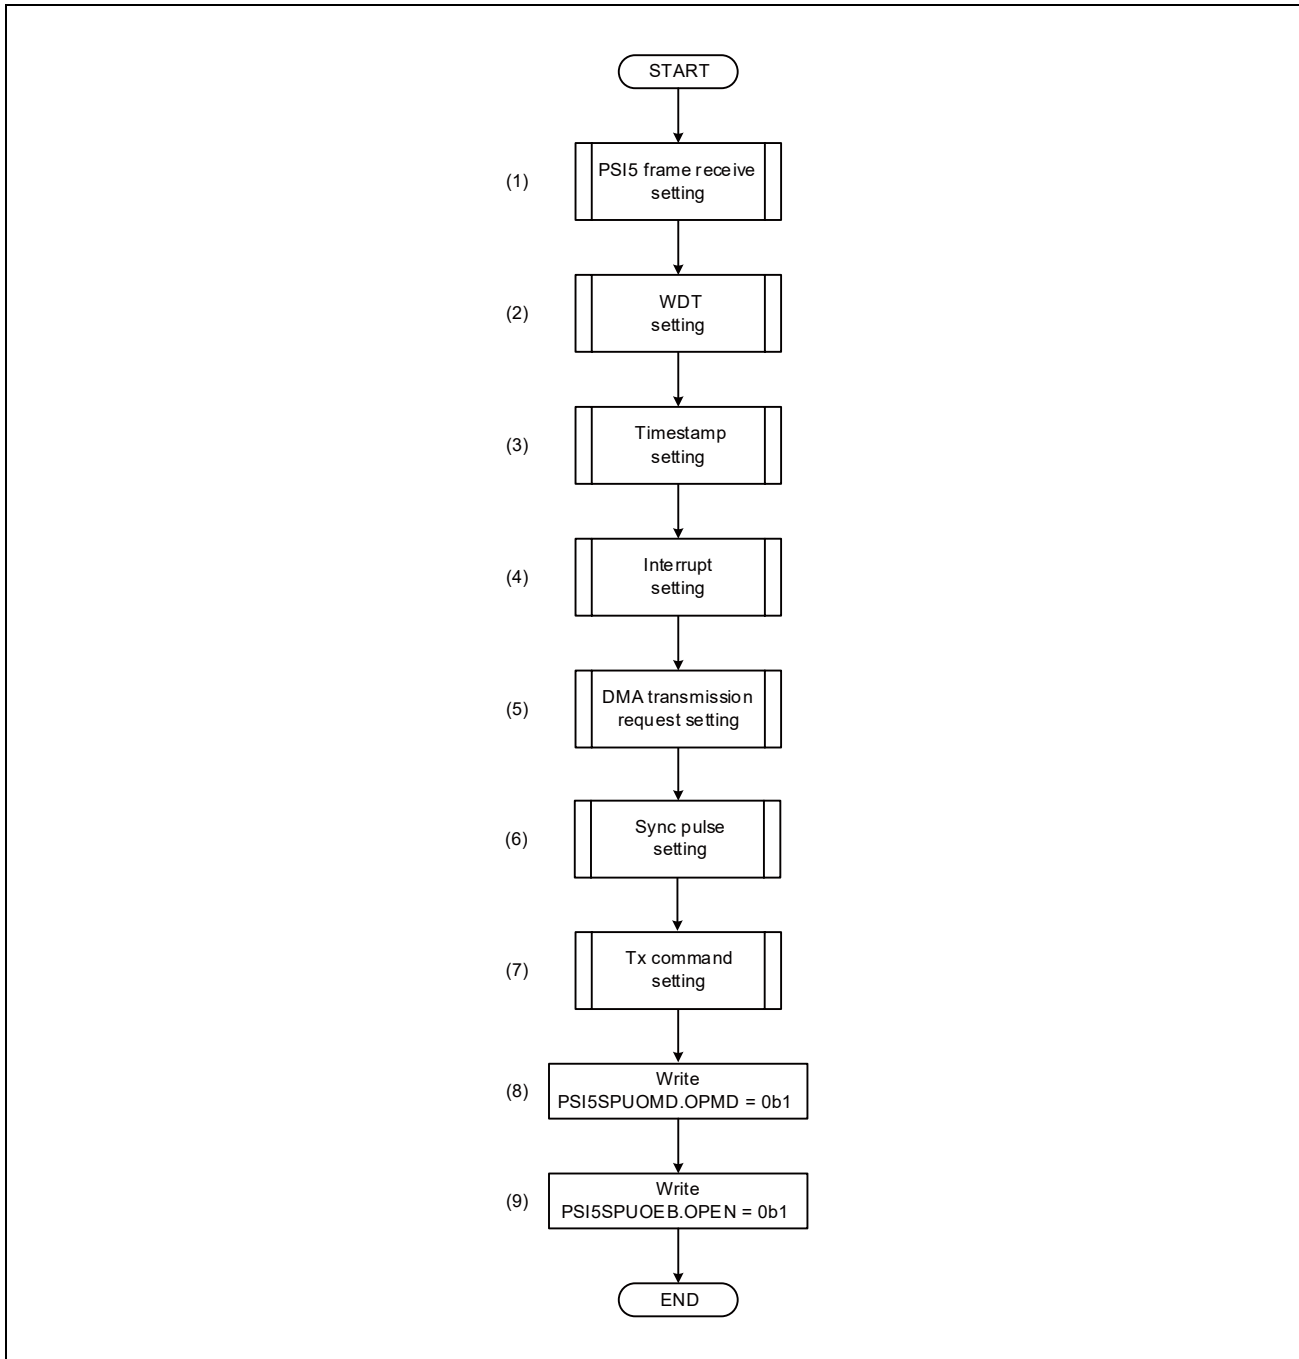 START
(1)
PSI5 frame receive
setting
(2)
WDT
setting
(3)
Timestamp
setting
(4)
Interrupt
setting
(5)
DMA transmission
request setting
(6)
Sync pulse
setting
(7)
Tx command
setting
(8)
Write
PSI5SPUOMD.OPMD = 0b1
(9)
Write
PSI5SPUOEB.OPEN = 0b1
END